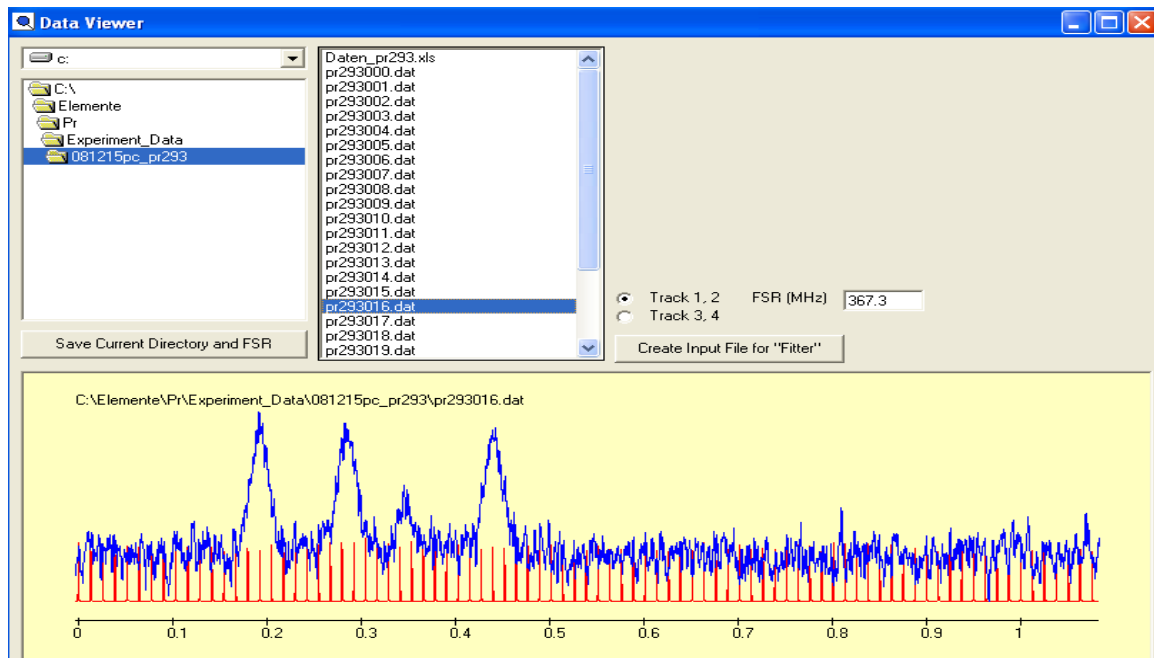 Data Viewer
c:
C:\
Elemente
Pr
Experiment_Data
081215pc_pr293
Save Current Directory and FSR
Daten_pr293.xls
pr293000.dat
pr293001.dat
pr293002.dat
pr293003.dat
pr293004.dat
pr293005.dat
pr293006.dat
pr293007.dat
pr293008.dat
pr293009.dat
pr293010.dat
pr293011.dat
pr293012.dat
pr293013.dat
pr293014.dat
pr293015.dat
pr293016.dat
pr293017.dat
pr293018.dat
pr293019.dat
Track 1, 2 FSR (MHz) 367.3
Track 3, 4
Create Input File for "Fitter"
C:\Elemente\Pr\Experiment_Data\081215pc_pr293\pr293016.dat
0 0.1 0.2 0.3 0.4 0.5 0.6 0.7 0.8 0.9 1